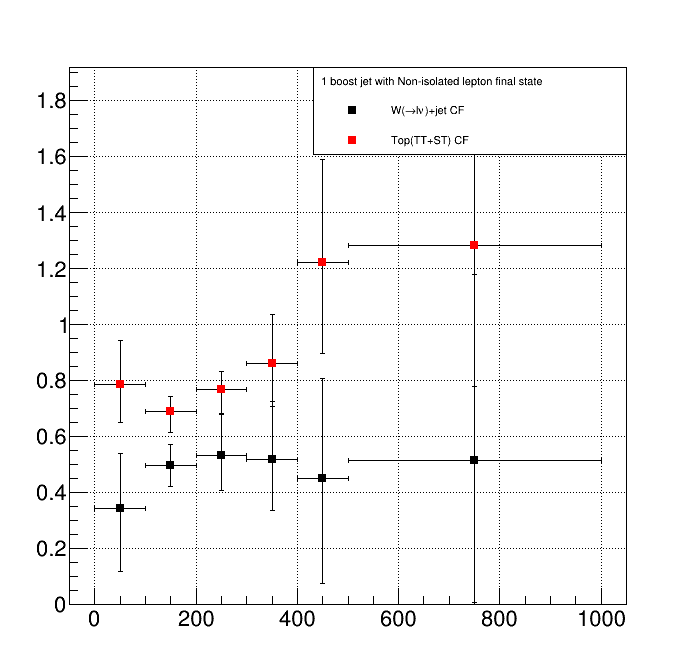 1 boost jet with Non-isolated lepton final state
W(→lν)+jet CF
Top(TT+ST) CF
1.8
1.6
1.4
1.2
1
0.8
0.6
0.4
0.2
0
0 200 400 600 800 1000